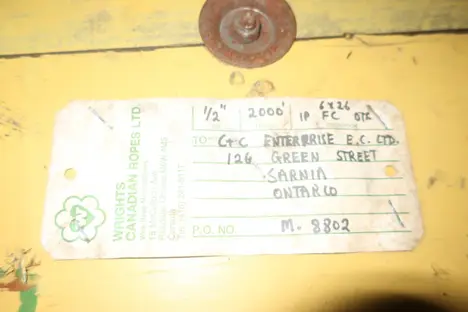 WRIGHTS
CANADIAN ROPES LTD.
Canada
1/2" 2000' 6x26
IP FC
TO G+C ENTERPRISE E.C. LTD.
126 GREEN STREET
SARNIA
ONTARIO
P.O. NO. M-8802